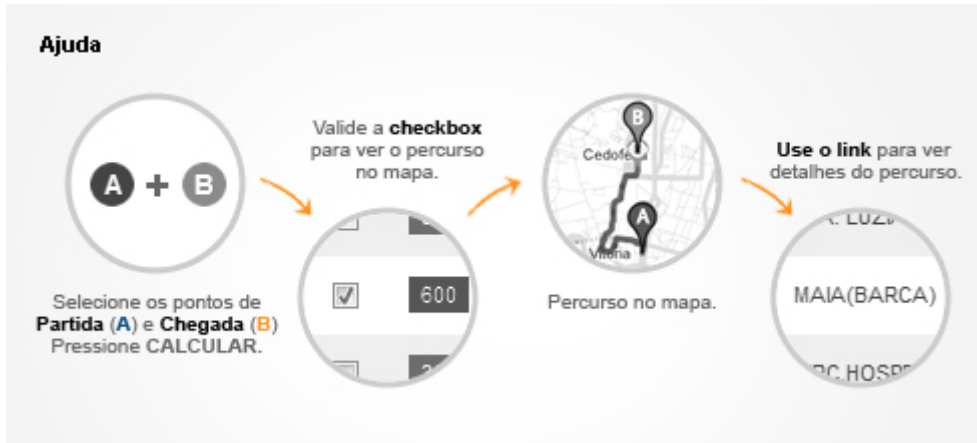 Ajuda
A + B
Selecione os pontos de
Partida (A) e Chegada (B)
Pressione CALCULAR.
Valide a checkbox
para ver o percurso
no mapa.
600
B
A
Percurso no mapa.
Use o link para ver
detalhes do percurso.
MAIA(BARCA)